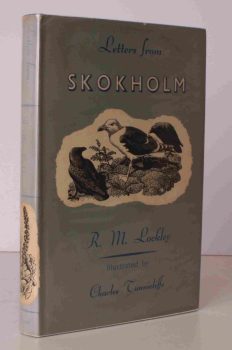 Letters from
SKOKHOLM
R. M. Lockley
Illustrated by
Charles Tunnicliffe